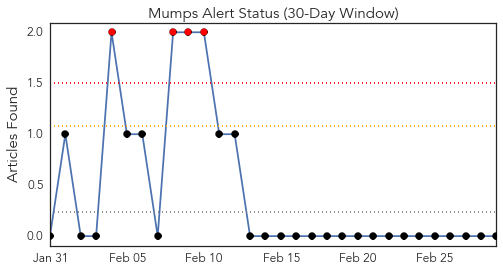 Mumps Alert Status (30-Day Window)
Articles Found
2.0
1.5
1.0
0.5
0.0
Jan 31 Feb 05 Feb 10 Feb 15 Feb 20 Feb 25